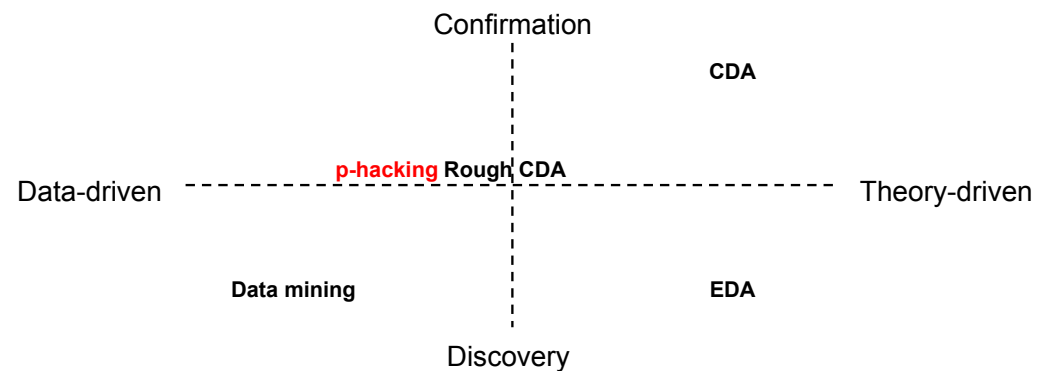 Confirmation
CDA
p-hacking Rough CDA
Data-driven
Theory-driven
Data mining
EDA
Discovery